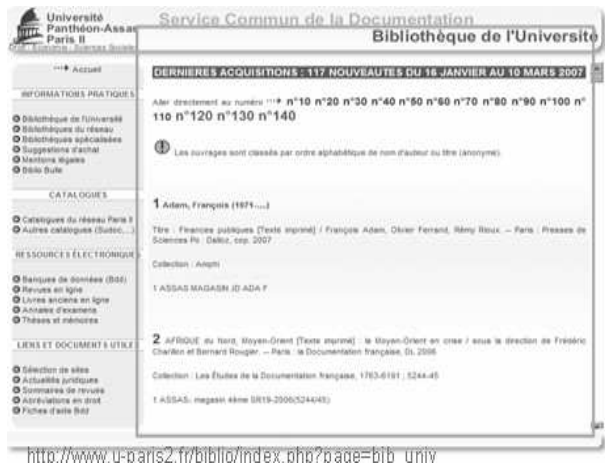 Université
Panthéon-Assas
Paris II
Droit - Economie - Sciences Sociales
Service Commun de la Documentation
Bibliothèque de l'Université
Accueil
INFORMATIONS PRATIQUES
Bibliothèque de l'Université
Bibliothèques du réseau
Bibliothèques spécialisées
Suggestions d'achat
Mentions légales
Biblio Bulle
CATALOGUES
Catalogues du réseau Paris II
Autres catalogues (Sudoc,...)
RESSOURCES ÉLECTRONIQUES
Banques de données (Bdd)
Revues en ligne
Livres anciens en ligne
Annales d'examens
Thèses et mémoires
LIENS ET DOCUMENTS UTILES
Sélection de sites
Actualités juridiques
Sommaires de revues
Abréviations en droit
Fiches d'aide Bdd
DERNIERES ACQUISITIONS : 117 NOUVEAUTES DU 16 JANVIER AU 10 MARS 2007
Aller directement au numéro n°10 n°20 n°30 n°40 n°50 n°60 n°70 n°80 n°90 n°100 n°
110 n°120 n°130 n°140
Les ouvrages sont classés par ordre alphabétique de nom d'auteur ou titre (anonyme).
1 Adam, François (1971-....)
Titre : Finances publiques [Texte imprimé] / François Adam, Olivier Ferrand, Rémy Rioux. -- Paris : Presses de
Sciences Po : Dalloz, cop. 2007
Collection : Amphi
1 ASSAS MAGASIN JD ADA F
2 AFRIQUE du Nord, Moyen-Orient [Texte imprimé] : le Moyen-Orient en crise / sous la direction de Frédéric
Charillon et Bernard Rougier. -- Paris : la Documentation française, DL 2006
Collection : Les Études de la Documentation française, 1763-6191 ; 5244-45
1 ASSAS: magasin 4ème SR19-2006(5244/45)
http://www.u-paris2.fr/biblio/index.php?page=bib_univ